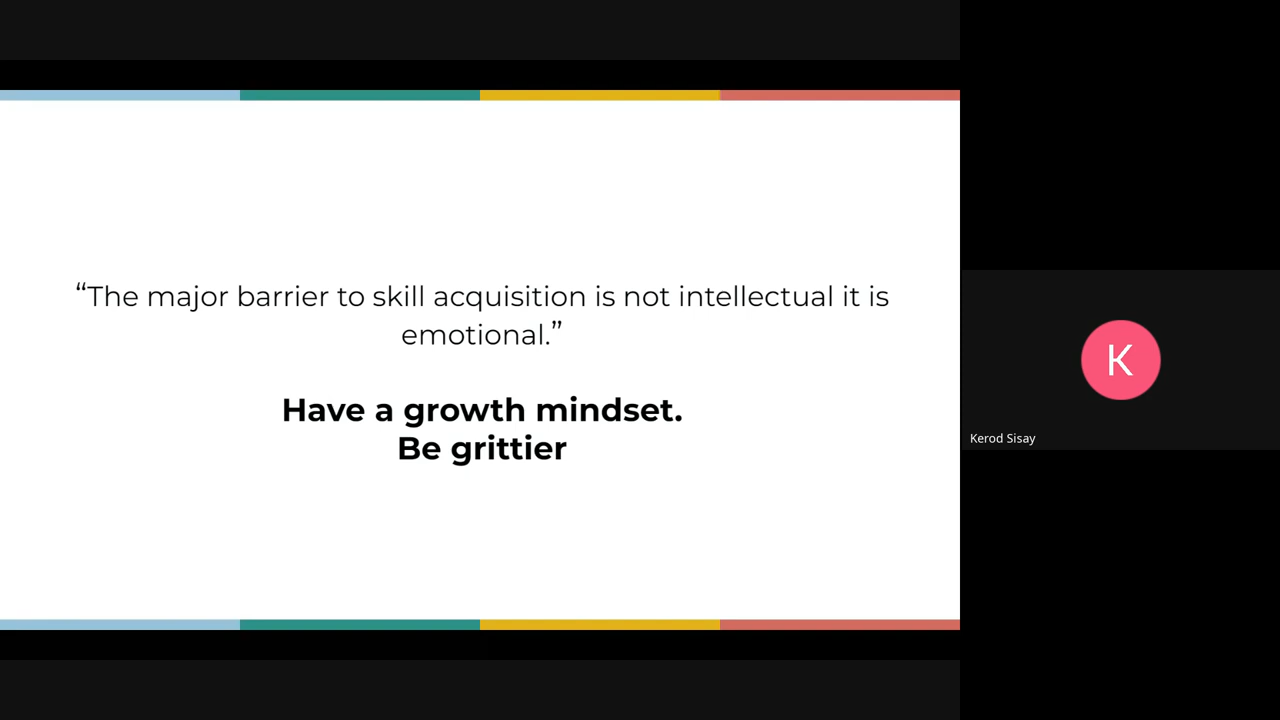 “The major barrier to skill acquisition is not intellectual it is
emotional.”
Have a growth mindset.
Be grittier
K
Kerod Sisay